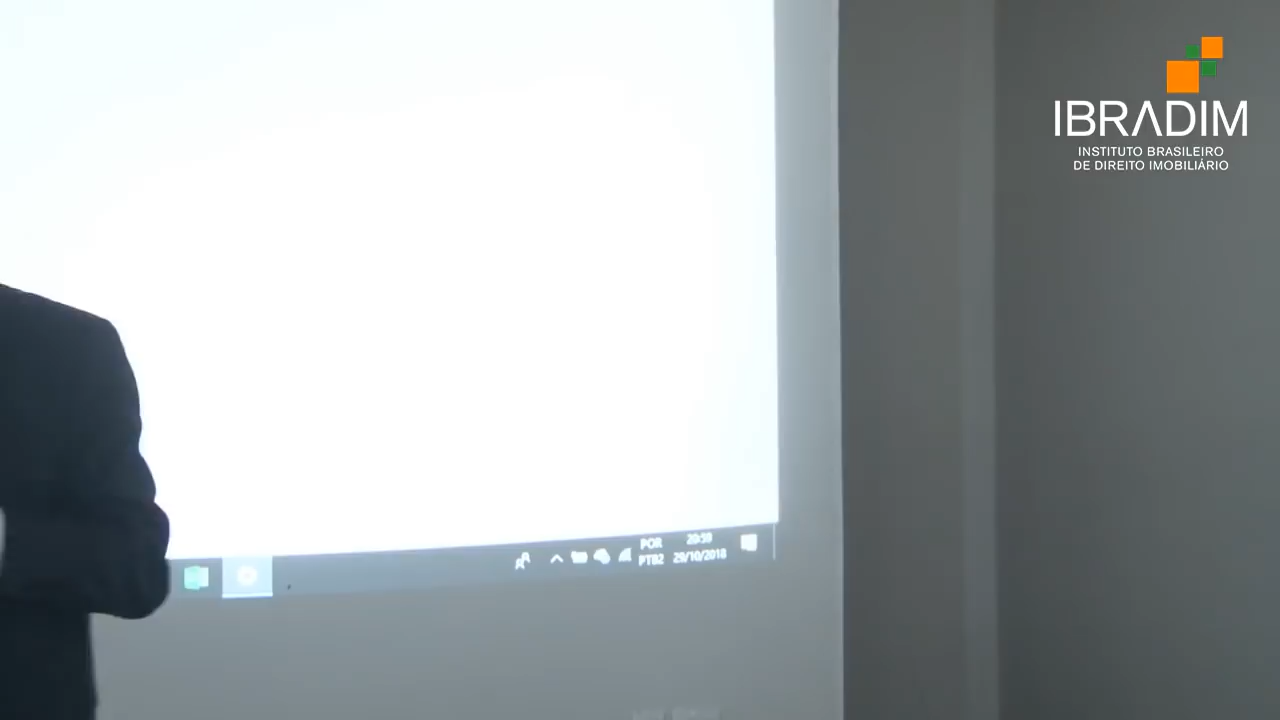 IBRADIM
INSTITUTO BRASILEIRO
DE DIREITO IMOBILIÁRIO
POR
PTB2
20:59
29/10/2018